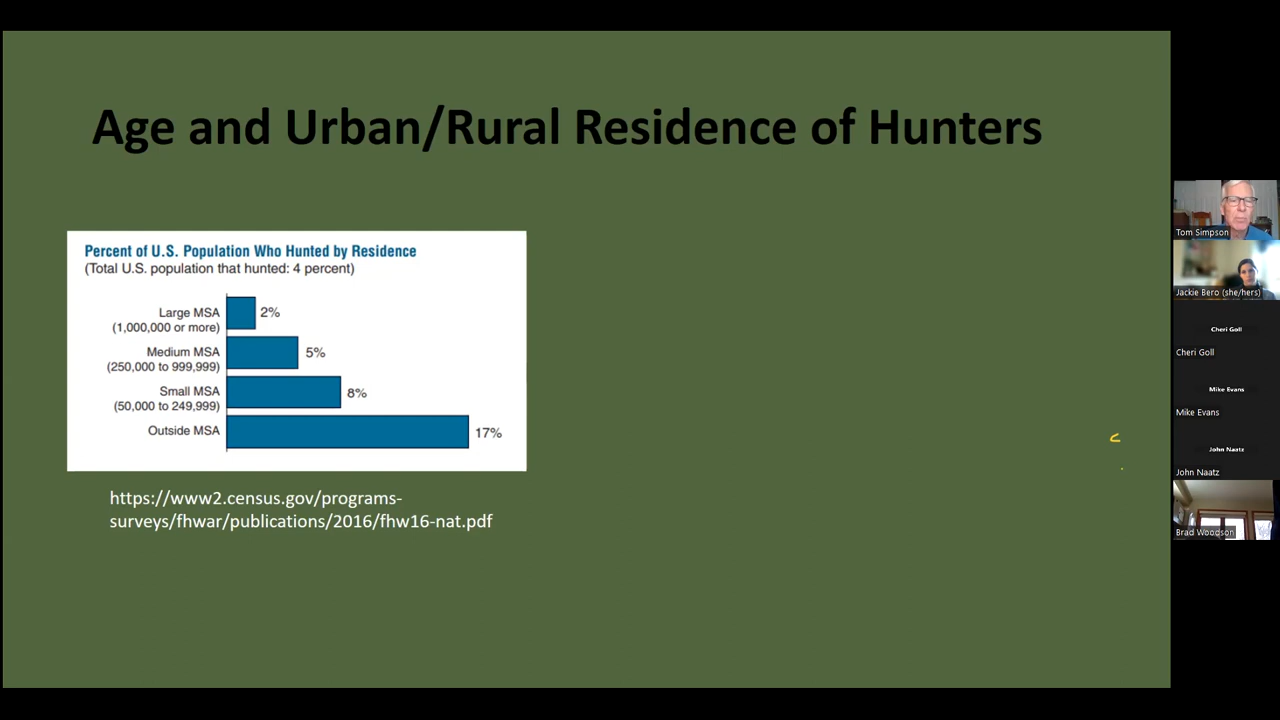 Age and Urban/Rural Residence of Hunters
Percent of U.S. Population Who Hunted by Residence
(Total U.S. population that hunted: 4 percent)
Large MSA
(1,000,000 or more)
2%
Medium MSA
(250,000 to 999,999)
5%
Small MSA
(50,000 to 249,999)
8%
Outside MSA
17%
https://www2.census.gov/programs-
surveys/fhwar/publications/2016/fhw16-nat.pdf
Tom Simpson
Jackie Bero (she/hers)
Cheri Goll
Cheri Goll
Mike Evans
Mike Evans
John Naatz
John Naatz
Brad Woodson